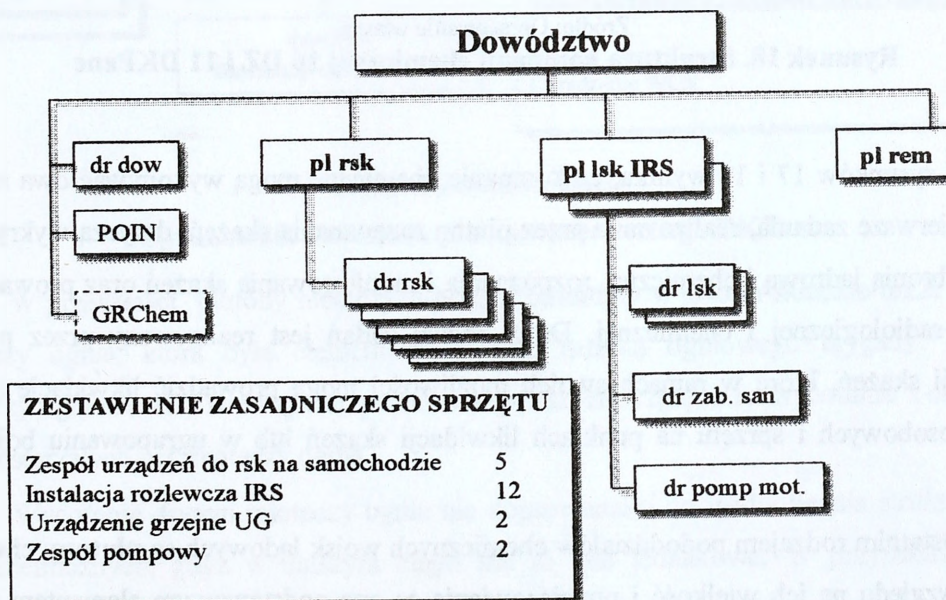 Dowództwo
dr dow
pl rsk
pl lsk IRS
pl rem
POIN
GRChem
dr rsk
dr lsk
dr zab. san
dr pomp mot.
ZESTAWIENIE ZASADNICZEGO SPRZĘTU
Zespół urządzeń do rsk na samochodzie 5
Instalacja rozlewcza IRS 12
Urządzenie grzejne UG 2
Zespół pompowy 2